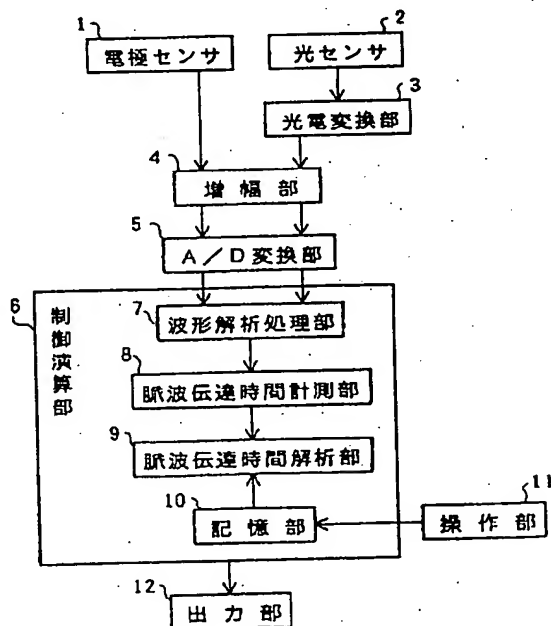 1
電極センサ
2
光センサ
3
光電変換部
4
増幅部
5
A/D変換部
6
制御演算部
7
波形解析処理部
8
脈波伝達時間計測部
9
脈波伝達時間解析部
10
記憶部
11
操作部
12
出力部